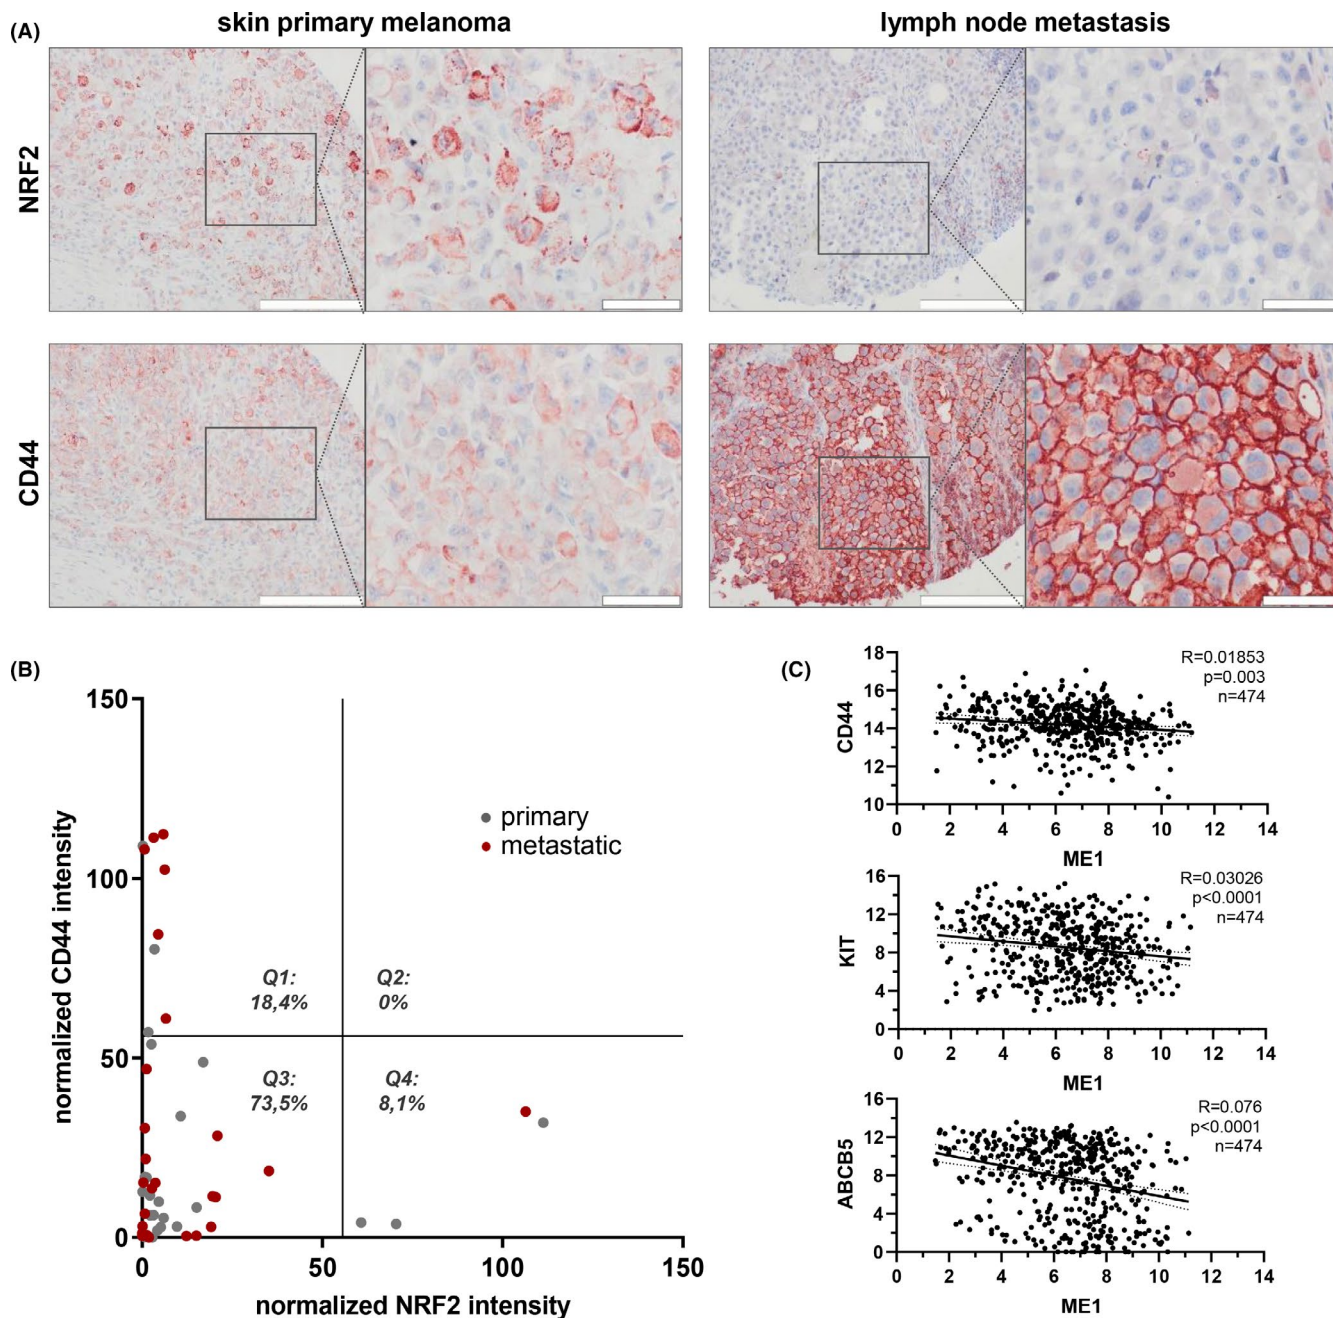 (A)
skin primary melanoma
lymph node metastasis
NRF2
CD44
(B)
150
100
50
0
0
50
100
150
normalized CD44 intensity
normalized NRF2 intensity
primary
metastatic
Q1:
18,4%
Q2:
0%
Q3:
73,5%
Q4:
8,1%
(C)
18
16
14
12
10
CD44
R=0.01853
p=0.003
n=474
0 2 4 6 8 10 12 14
ME1
16
12
8
4
0
KIT
R=0.03026
p<0.0001
n=474
0 2 4 6 8 10 12 14
ME1
16
12
8
4
0
ABCB5
R=0.076
p<0.0001
n=474
0 2 4 6 8 10 12 14
ME1